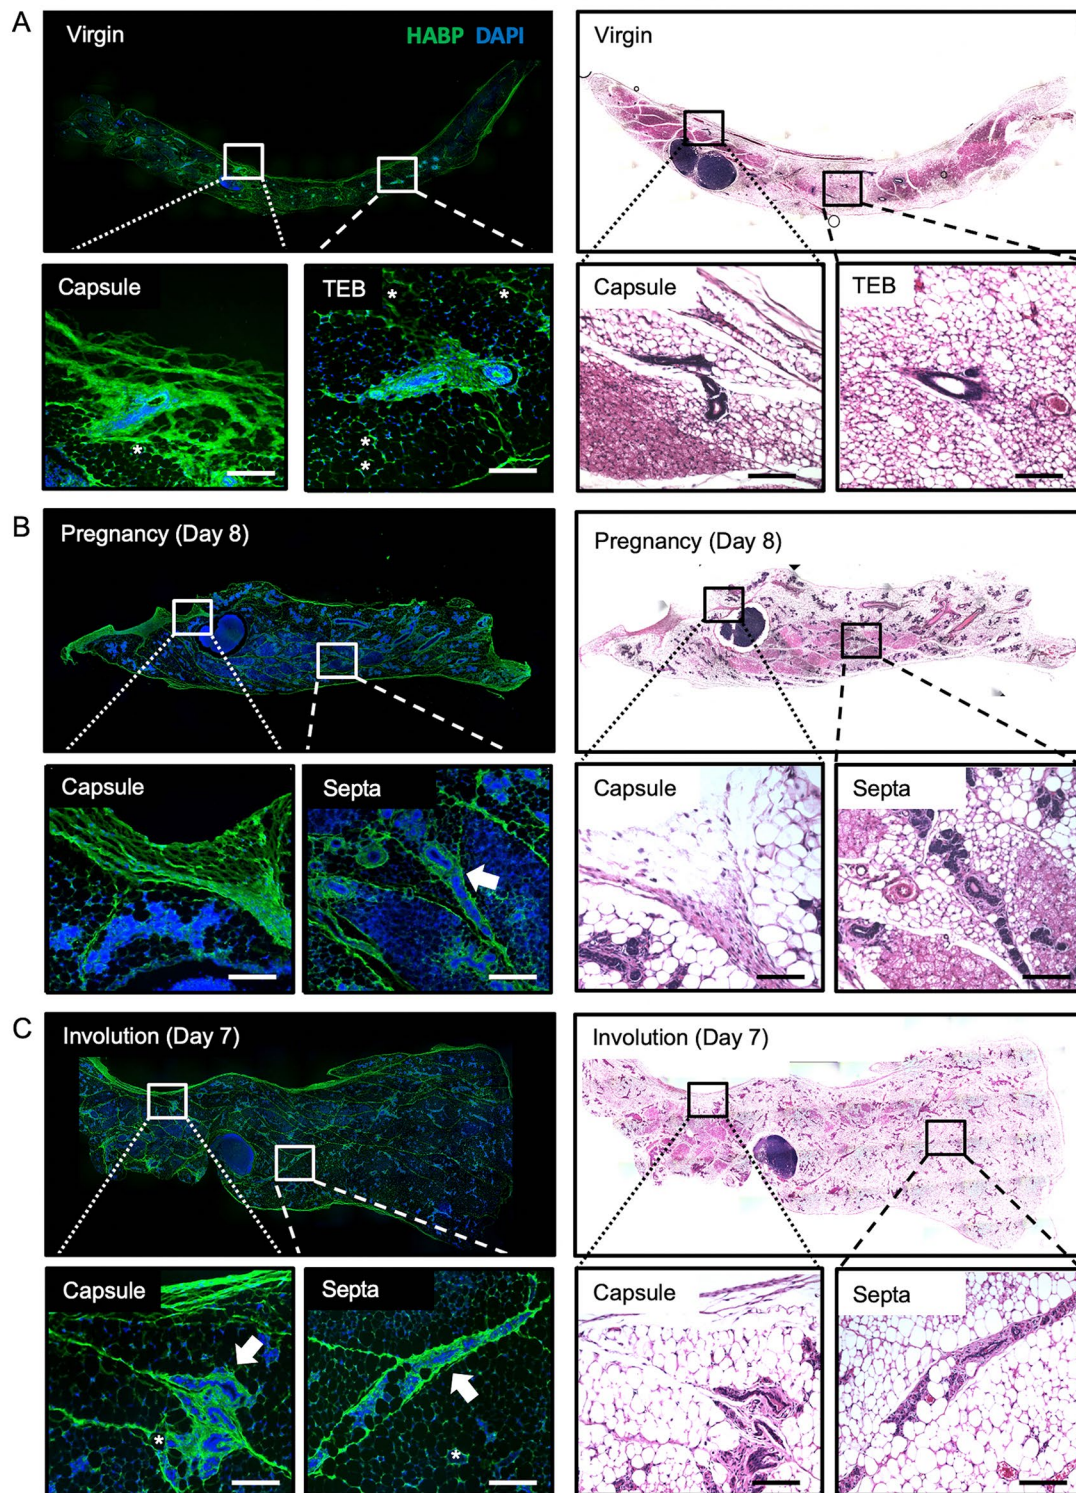 A
Virgin
HABP DAPI
Virgin
Capsule
*
TEB
* *
*
*
Capsule
TEB
B
Pregnancy (Day 8)
Pregnancy (Day 8)
Capsule
Septa
Capsule
Septa
C
Involution (Day 7)
Involution (Day 7)
Capsule
*
Septa
*
Capsule
Septa